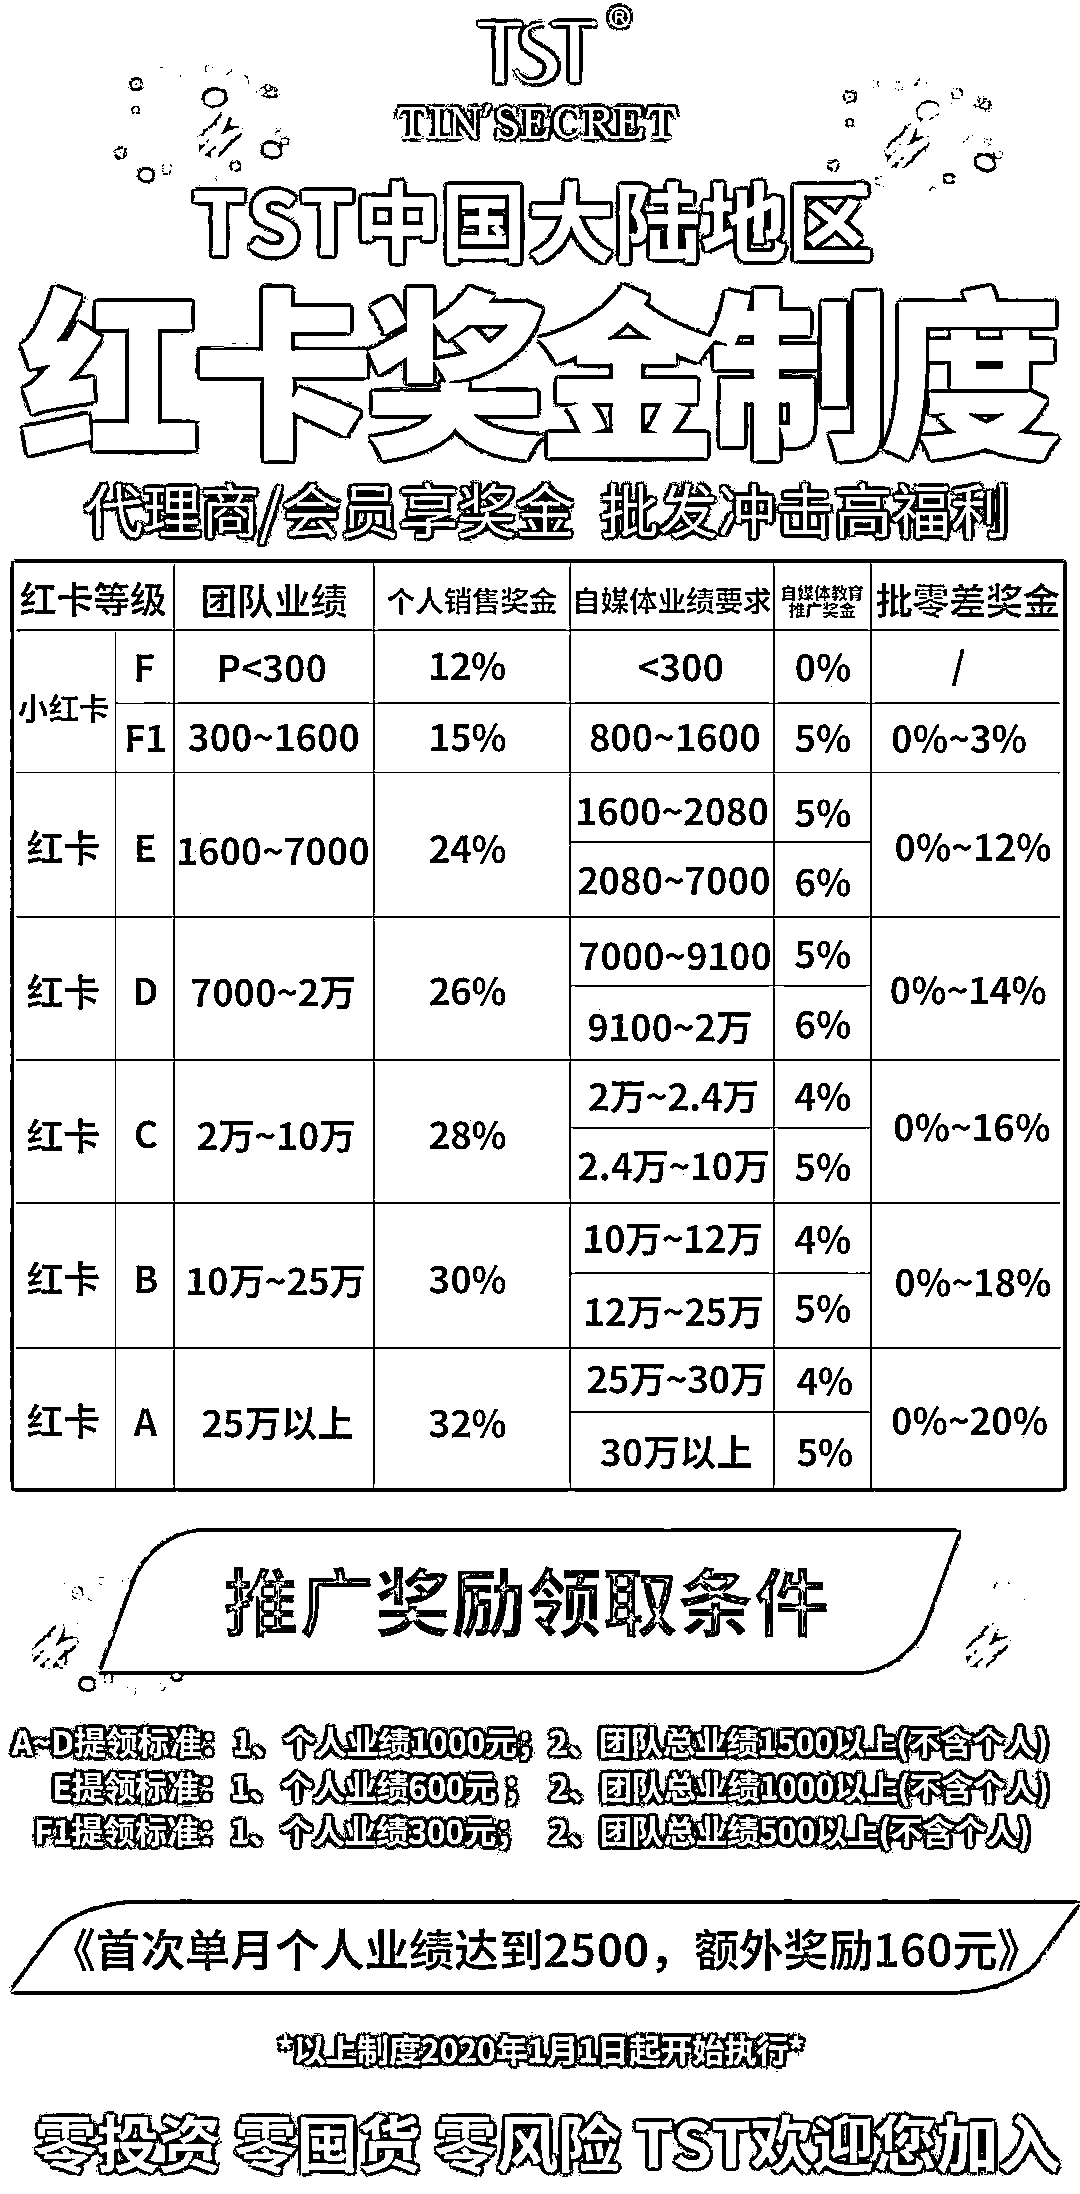 TST®
TIN'SECRET
TST中国大陆地区
红卡奖金制度
代理商/会员享奖金 批发冲击高福利
红卡等级 团队业绩 个人销售奖金 自媒体业绩要求 自媒体教育推广奖金 批零差奖金
小红卡 F P<300 12% <300 0% /
F1 300~1600 15% 800~1600 5% 0%~3%
红卡 E 1600~7000 24% 1600~2080 5% 0%~12%
2080~7000 6%
红卡 D 7000~2万 26% 7000~9100 5% 0%~14%
9100~2万 6%
红卡 C 2万~10万 28% 2万~2.4万 4% 0%~16%
2.4万~10万 5%
红卡 B 10万~25万 30% 10万~12万 4% 0%~18%
12万~25万 5%
红卡 A 25万以上 32% 25万~30万 4% 0%~20%
30万以上 5%
推广奖励领取条件
A~D提领标准：1、个人业绩1000元；2、团队总业绩1500以上(不含个人)
E提领标准：1、个人业绩600元； 2、团队总业绩1000以上(不含个人)
F1提领标准：1、个人业绩300元； 2、团队总业绩500以上(不含个人)
《首次单月个人业绩达到2500，额外奖励160元》
*以上制度2020年1月1日起开始执行*
零投资 零囤货 零风险 TST欢迎您加入